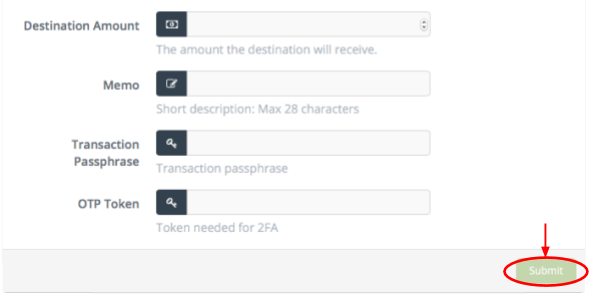 Destination Amount
The amount the destination will receive.
Memo
Short description: Max 28 characters
Transaction
Passphrase
Transaction passphrase
OTP Token
Token needed for 2FA
Submit